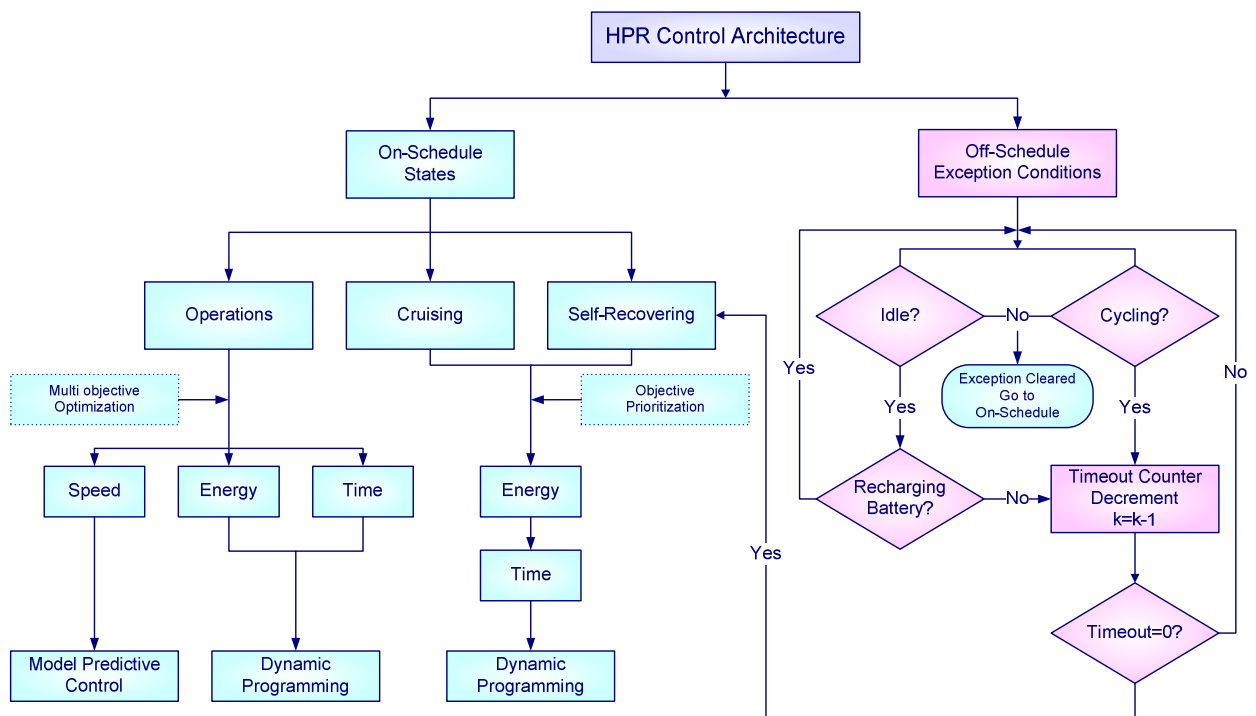 HPR Control Architecture
On-Schedule
States
Off-Schedule
Exception Conditions
Operations
Cruising
Self-Recovering
Idle?
No
Cycling?
Multi objective
Optimization
Objective
Prioritization
Yes
Exception Cleared
Go to
On-Schedule
No
Yes
Yes
Speed
Energy
Time
Energy
Recharging
Battery?
No
Timeout Counter
Decrement
k=k-1
Yes
Time
Timeout=0?
Model Predictive
Control
Dynamic
Programming
Dynamic
Programming